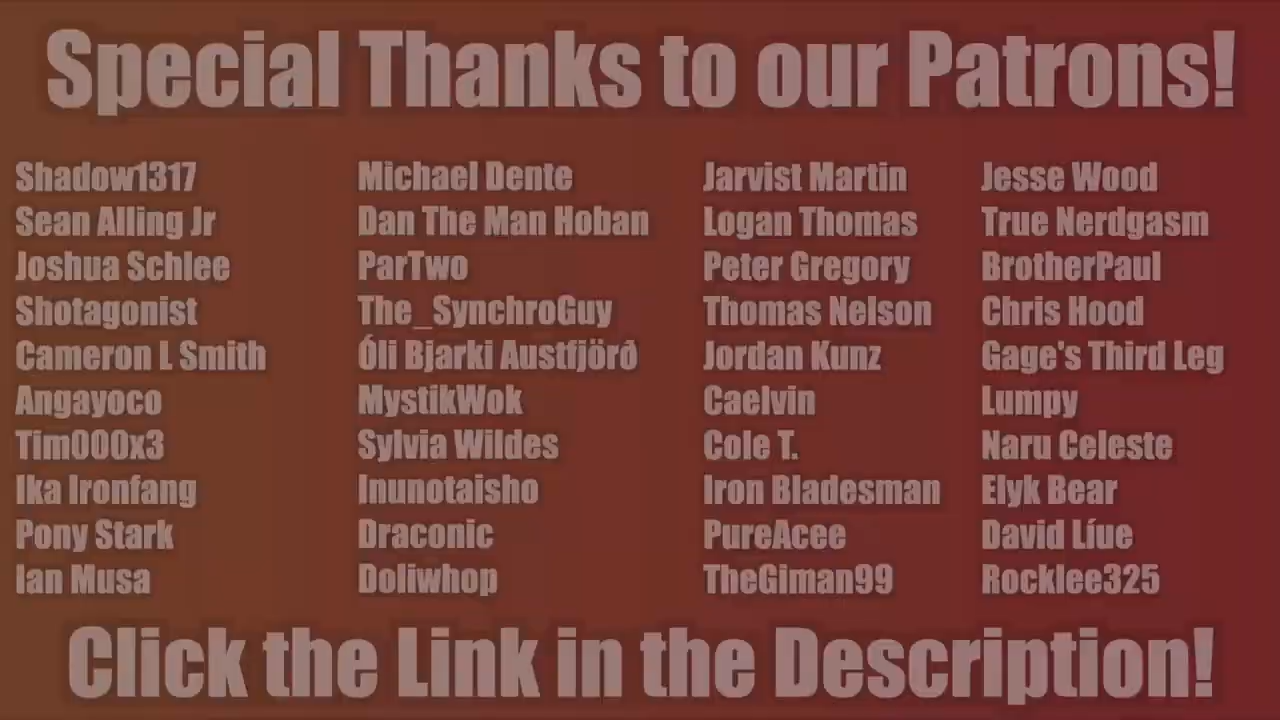 Special Thanks to our Patrons!
Shadow1317 Michael Dente Jarvist Martin Jesse Wood
Sean Alling Jr Dan The Man Hoban Logan Thomas True Nerdgasm
Joshua Schlee ParTwo Peter Gregory BrotherPaul
Shotagonist The_SynchroGuy Thomas Nelson Chris Hood
Cameron L Smith Óli Bjarki Austfjörð Jordan Kunz Gage's Third Leg
Angayoco MystikWok Caelvin Lumpy
Tim000x3 Sylvia Wildes Cole T. Naru Celeste
Ika Ironfang Inunotaisho Iron Bladesman Elyk Bear
Pony Stark Draconic PureAcee David Líue
Ian Musa Doliwhop TheGiman99 Rocklee325
Click the Link in the Description!